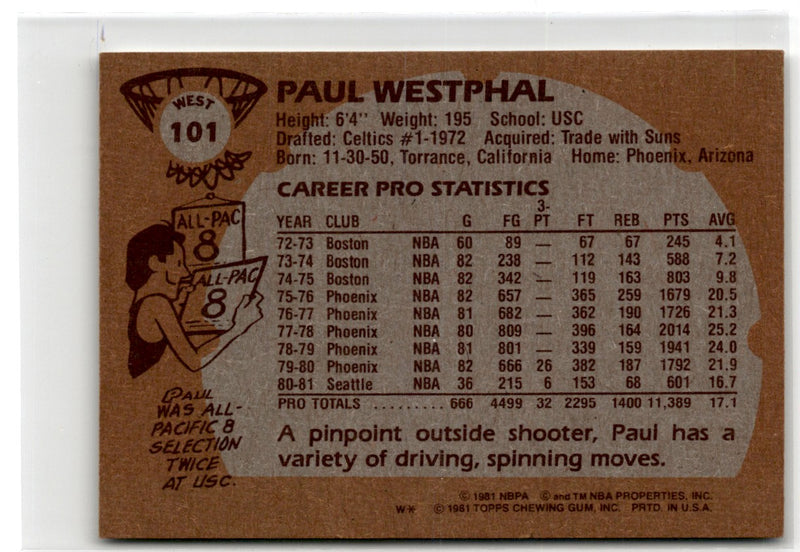 WEST
101
PAUL WESTPHAL
Height: 6'4" Weight: 195 School: USC
Drafted: Celtics #1-1972 Acquired: Trade with Suns
Born: 11-30-50, Torrance, California Home: Phoenix, Arizona
CAREER PRO STATISTICS
YEAR CLUB G FG 3-PT FT REB PTS AVG
72-73 Boston NBA 60 89 — 67 67 245 4.1
73-74 Boston NBA 82 238 — 112 143 588 7.2
74-75 Boston NBA 82 342 — 119 163 803 9.8
75-76 Phoenix NBA 82 657 — 365 259 1679 20.5
76-77 Phoenix NBA 81 682 — 362 190 1726 21.3
77-78 Phoenix NBA 80 809 — 396 164 2014 25.2
78-79 Phoenix NBA 81 801 — 339 159 1941 24.0
79-80 Phoenix NBA 82 666 26 382 187 1792 21.9
80-81 Seattle NBA 36 215 6 153 68 601 16.7
PRO TOTALS ......... 666 4499 32 2295 1400 11,389 17.1
A pinpoint outside shooter, Paul has a
variety of driving, spinning moves.
ALL-PAC
8
ALL-PAC
8
PAUL
WAS ALL-
PACIFIC 8
SELECTION
TWICE
AT USC.
© 1981 NBPA © and TM NBA PROPERTIES, INC.
W* © 1981 TOPPS CHEWING GUM, INC. PRTD. IN U.S.A.